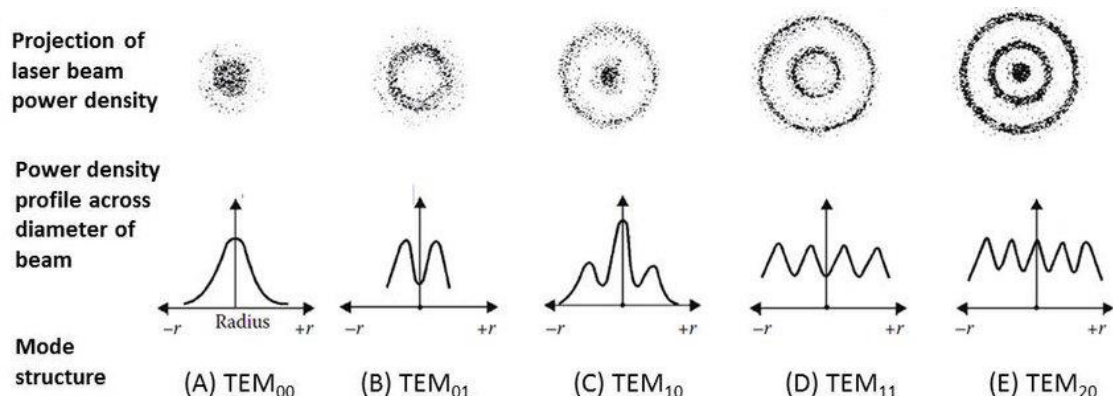 Projection of
laser beam
power density
Power density
profile across
diameter of
beam
−r Radius +r
−r +r
−r +r
−r +r
−r +r
Mode
structure
(A) TEM₀₀ (B) TEM₀₁ (C) TEM₁₀ (D) TEM₁₁ (E) TEM₂₀